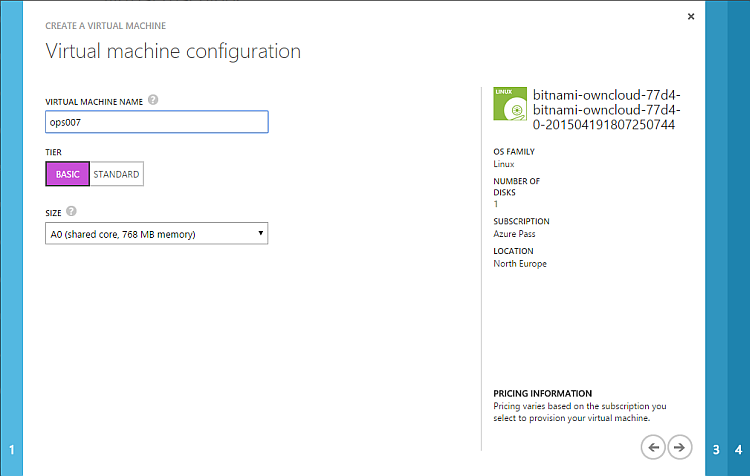 CREATE A VIRTUAL MACHINE
Virtual machine configuration
VIRTUAL MACHINE NAME ?
ops007
TIER
BASIC STANDARD
SIZE ?
A0 (shared core, 768 MB memory)
LINUX
bitnami-owncloud-77d4-
bitnami-owncloud-77d4-
0-201504191807250744
OS FAMILY
Linux
NUMBER OF
DISKS
1
SUBSCRIPTION
Azure Pass
LOCATION
North Europe
PRICING INFORMATION
Pricing varies based on the subscription you
select to provision your virtual machine.
1
3
4